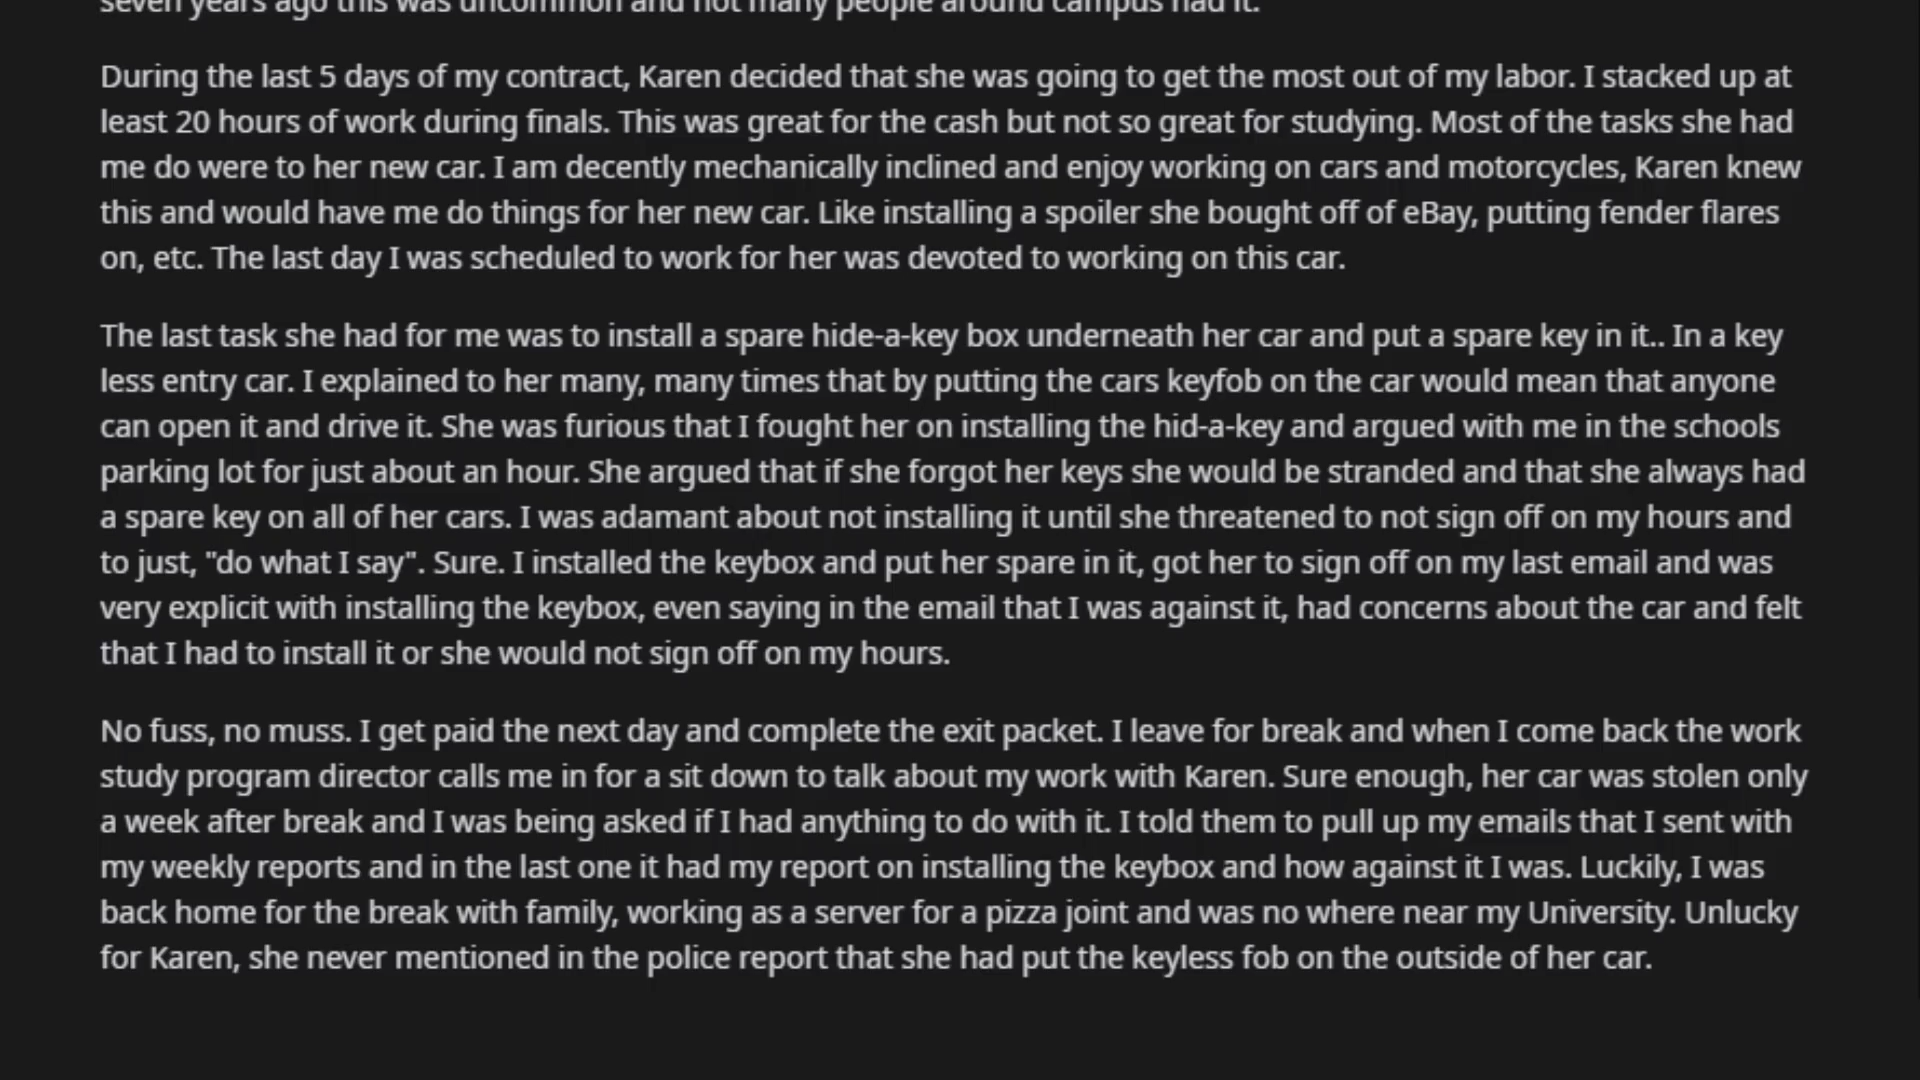 seven years ago this was uncommon and not many people around campus had it.
During the last 5 days of my contract, Karen decided that she was going to get the most out of my labor. I stacked up at
least 20 hours of work during finals. This was great for the cash but not so great for studying. Most of the tasks she had
me do were to her new car. I am decently mechanically inclined and enjoy working on cars and motorcycles, Karen knew
this and would have me do things for her new car. Like installing a spoiler she bought off of eBay, putting fender flares
on, etc. The last day I was scheduled to work for her was devoted to working on this car.
The last task she had for me was to install a spare hide-a-key box underneath her car and put a spare key in it.. In a key
less entry car. I explained to her many, many times that by putting the cars keyfob on the car would mean that anyone
can open it and drive it. She was furious that I fought her on installing the hid-a-key and argued with me in the schools
parking lot for just about an hour. She argued that if she forgot her keys she would be stranded and that she always had
a spare key on all of her cars. I was adamant about not installing it until she threatened to not sign off on my hours and
to just, "do what I say". Sure. I installed the keybox and put her spare in it, got her to sign off on my last email and was
very explicit with installing the keybox, even saying in the email that I was against it, had concerns about the car and felt
that I had to install it or she would not sign off on my hours.
No fuss, no muss. I get paid the next day and complete the exit packet. I leave for break and when I come back the work
study program director calls me in for a sit down to talk about my work with Karen. Sure enough, her car was stolen only
a week after break and I was being asked if I had anything to do with it. I told them to pull up my emails that I sent with
my weekly reports and in the last one it had my report on installing the keybox and how against it I was. Luckily, I was
back home for the break with family, working as a server for a pizza joint and was no where near my University. Unlucky
for Karen, she never mentioned in the police report that she had put the keyless fob on the outside of her car.